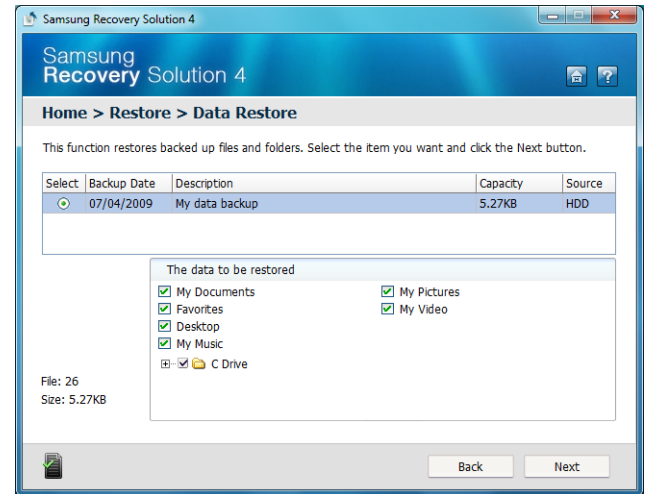 Samsung Recovery Solution 4
Samsung
Recovery Solution 4
Home > Restore > Data Restore
This function restores backed up files and folders. Select the item you want and click the Next button.
Select Backup Date Description Capacity Source
07/04/2009 My data backup 5.27KB HDD
The data to be restored
My Documents My Pictures
Favorites My Video
Desktop
My Music
C Drive
File: 26
Size: 5.27KB
Back Next